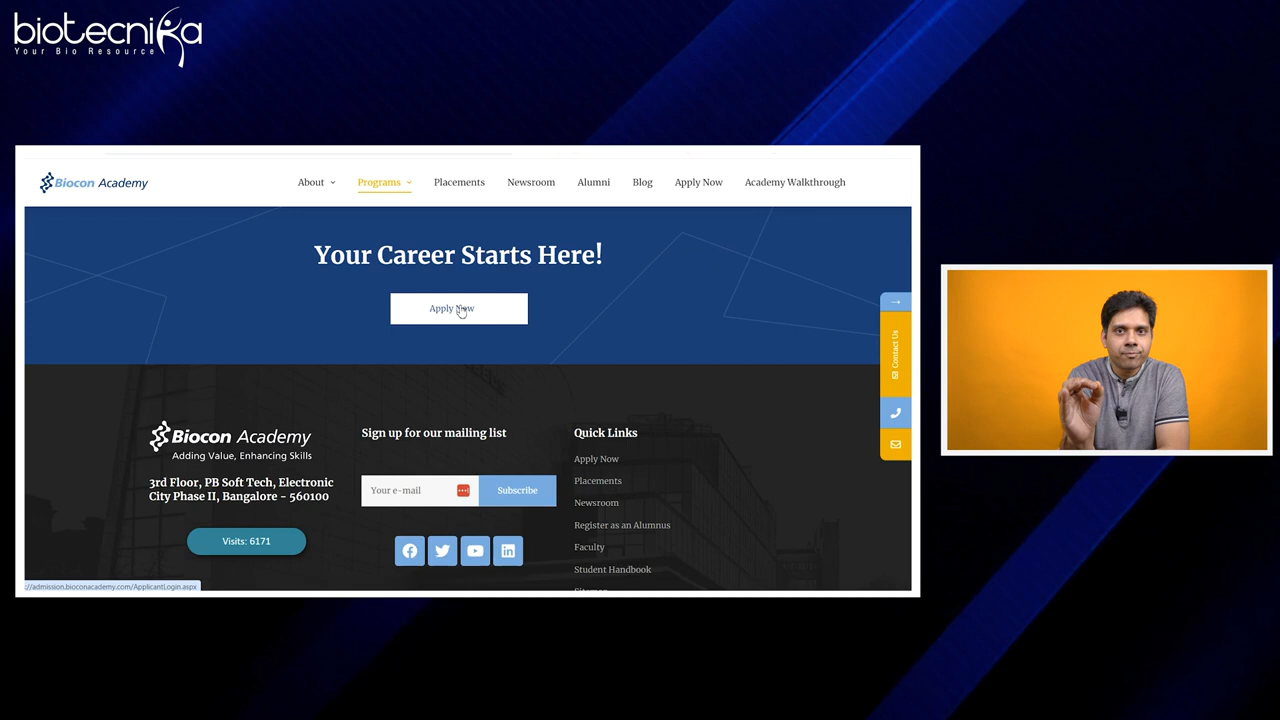 biotecnika
Your Bio Resource
Biocon Academy
About
Programs
Placements
Newsroom
Alumni
Blog
Apply Now
Academy Walkthrough
Your Career Starts Here!
Apply Now
Contact Us
Biocon Academy
Adding Value, Enhancing Skills
3rd Floor, PB Soft Tech, Electronic
City Phase II, Bangalore - 560100
Visits: 6171
Sign up for our mailing list
Your e-mail
Subscribe
Quick Links
Apply Now
Placements
Newsroom
Register as an Alumnus
Faculty
Student Handbook
://admission.bioconacademy.com/ApplicantLogin.aspx